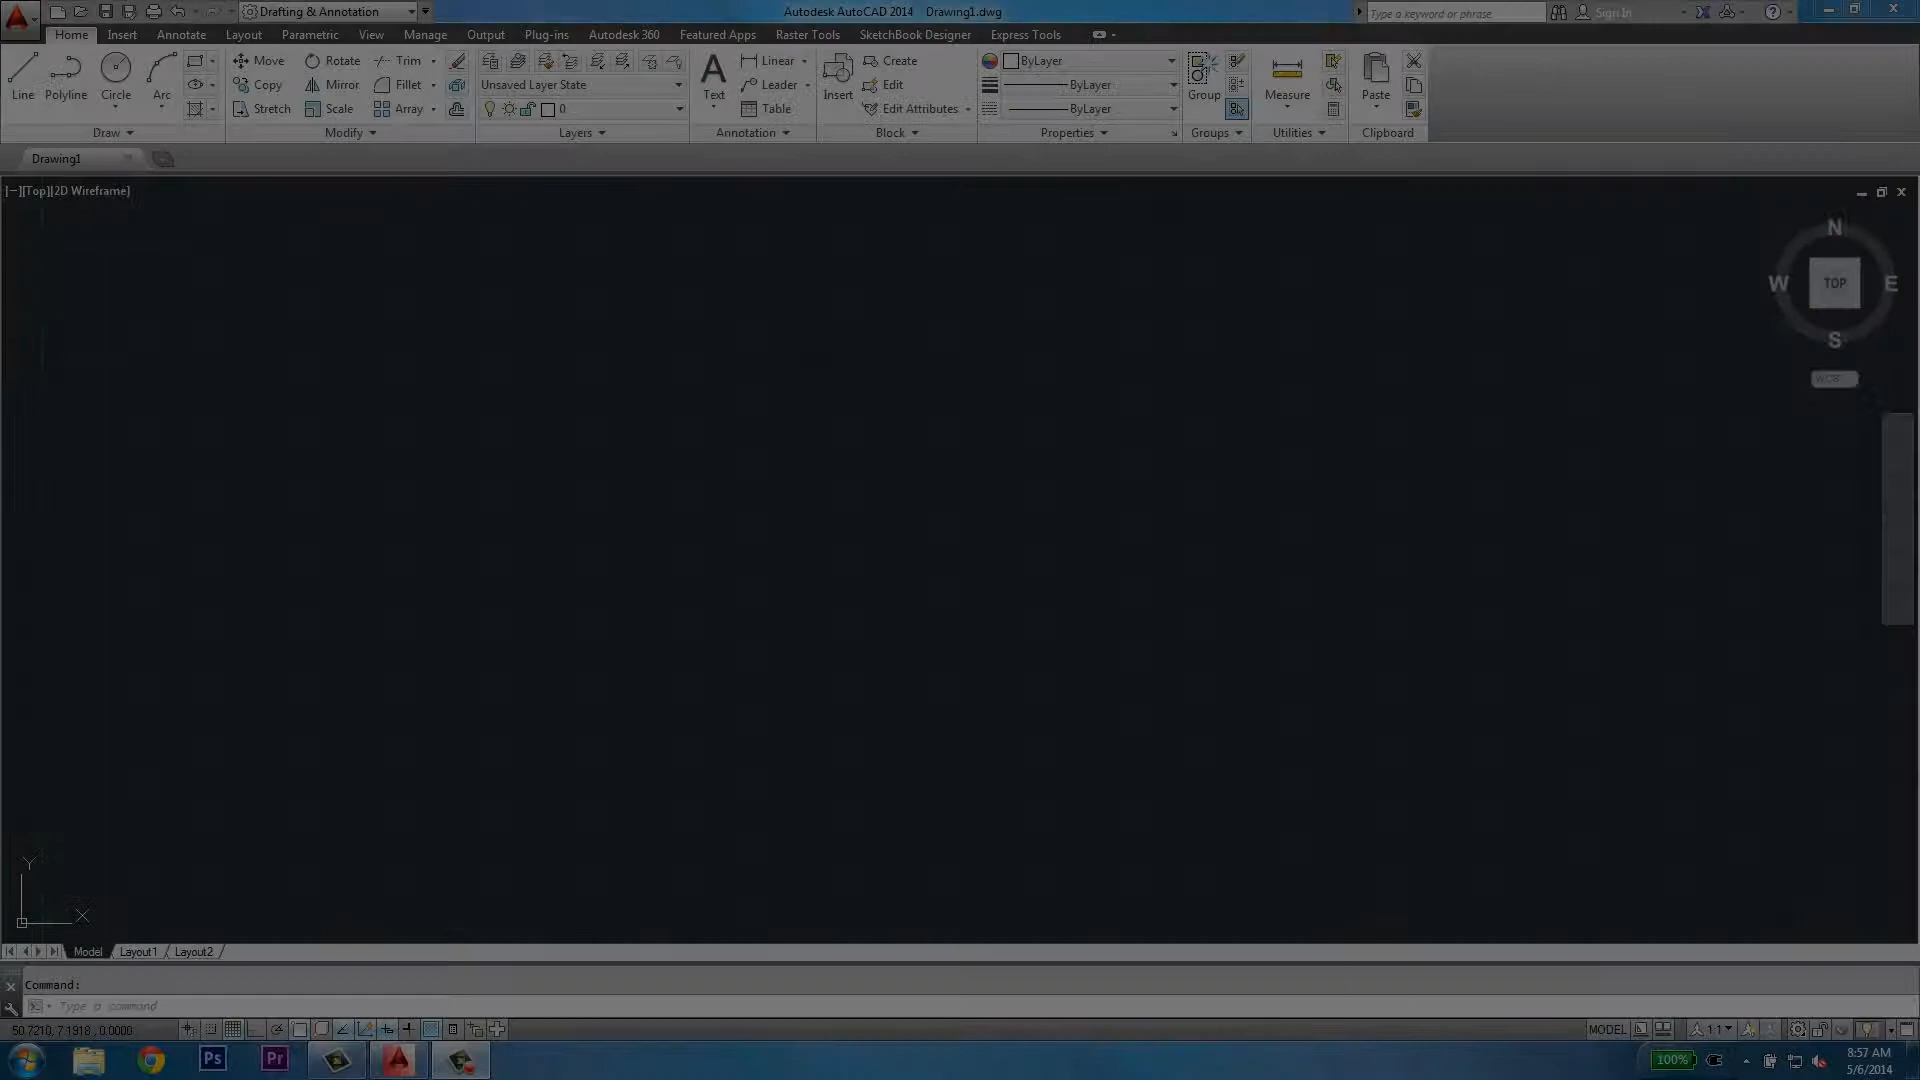 Drafting & Annotation
Autodesk AutoCAD 2014 Drawing1.dwg
Type a keyword or phrase
Sign In
Home Insert Annotate Layout Parametric View Manage Output Plug-ins Autodesk 360 Featured Apps Raster Tools SketchBook Designer Express Tools
Line Polyline Circle Arc
Move Rotate Trim
Copy Mirror Fillet
Stretch Scale Array
Unsaved Layer State
0
Text
Linear
Leader
Table
Insert
Create
Edit
Edit Attributes
ByLayer
ByLayer
ByLayer
Group
Measure
Paste
Draw Modify Layers Annotation Block Properties Groups Utilities Clipboard
Drawing1
[−][Top][2D Wireframe]
N
W TOP E
S
WCS
Y
X
Model Layout1 Layout2
Command:
Type a command
50.7210, 7.1918, 0.0000
MODEL
1:1
Ps Pr
100%
8:57 AM
5/6/2014